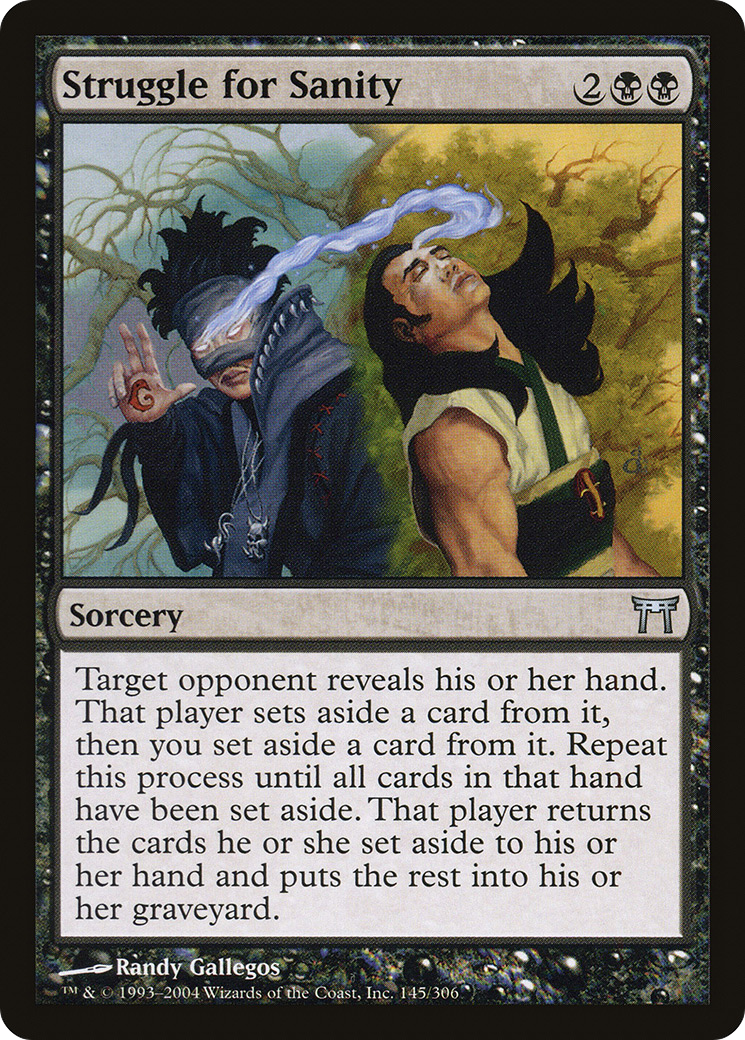 Struggle for Sanity 2
Sorcery
Target opponent reveals his or her hand.
That player sets aside a card from it,
then you set aside a card from it. Repeat
this process until all cards in that hand
have been set aside. That player returns
the cards he or she set aside to his or
her hand and puts the rest into his or
her graveyard.
Randy Gallegos
™ & © 1993–2004 Wizards of the Coast, Inc. 145/306